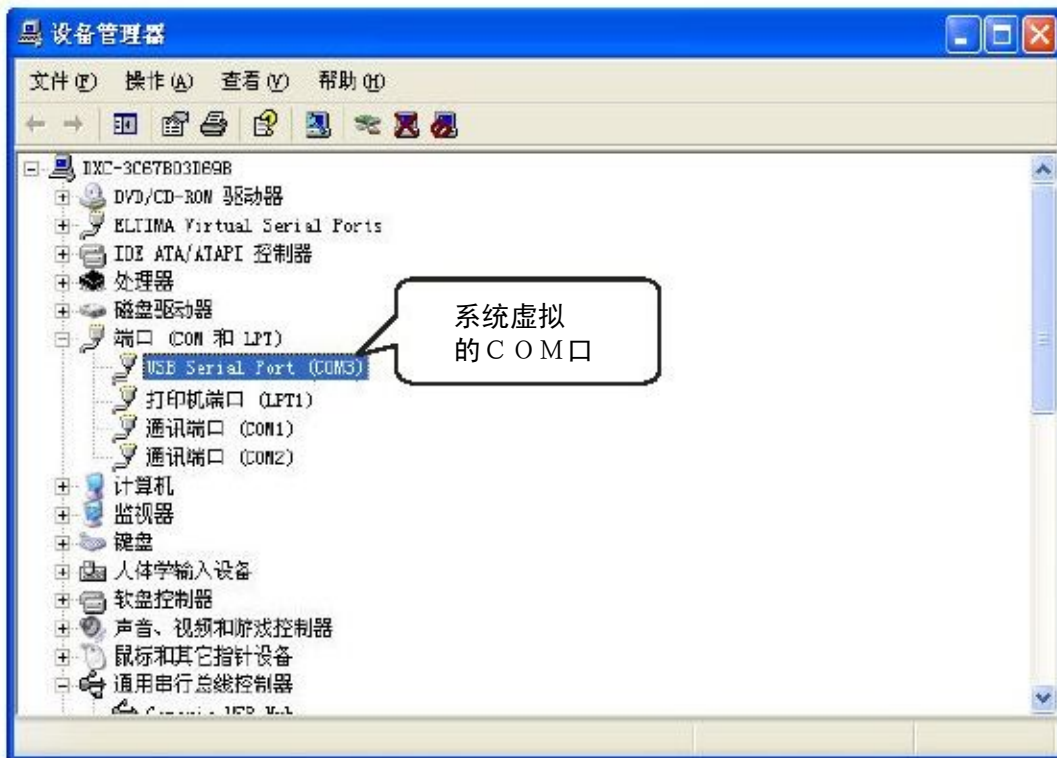 设备管理器
文件(F) 操作(A) 查看(V) 帮助(H)
DXC-3C67B03D69B
DVD/CD-ROM 驱动器
ELTIMA Virtual Serial Ports
IDE ATA/ATAPI 控制器
处理器
磁盘驱动器
端口 (COM 和 LPT)
USB Serial Port (COM3)
打印机端口 (LPT1)
通讯端口 (COM1)
通讯端口 (COM2)
系统虚拟
的COM口
计算机
监视器
键盘
人体学输入设备
软盘控制器
声音、视频和游戏控制器
鼠标和其它指针设备
通用串行总线控制器
Generic USB Hub